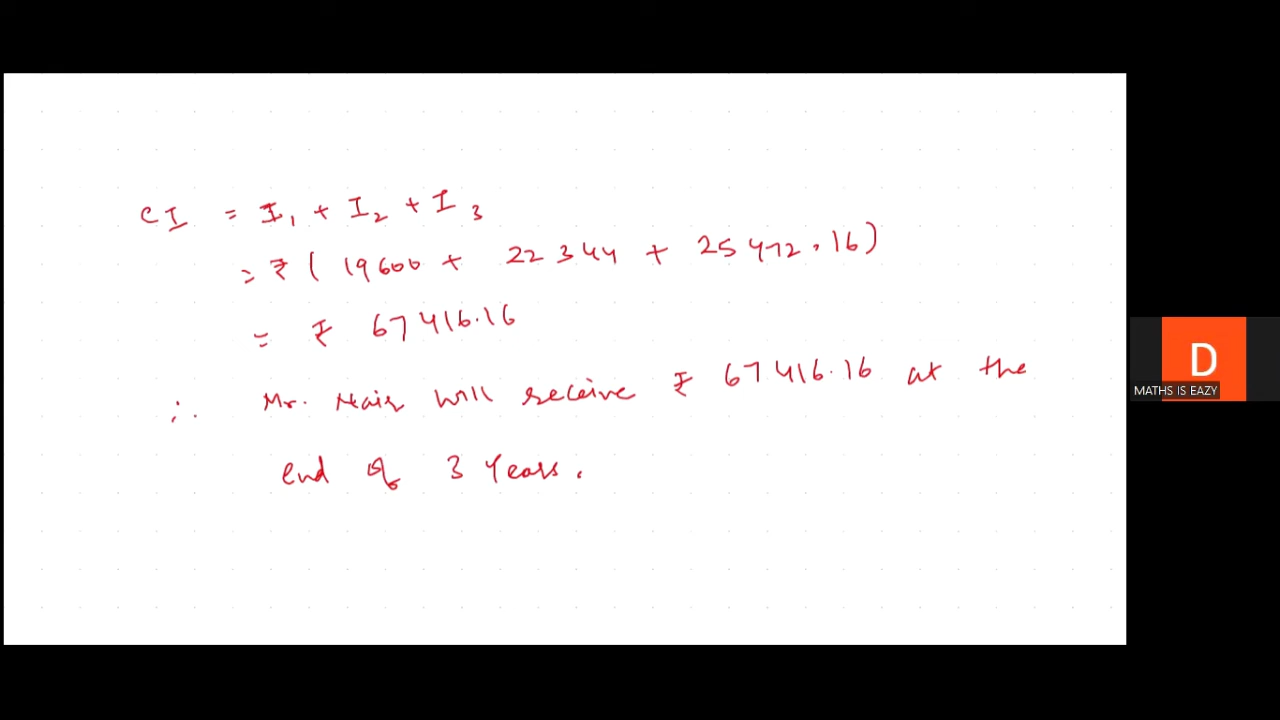 CI = I1 + I2 + I3
= ₹ ( 19600 + 22344 + 25472.16)
= ₹ 67416.16
∴ Mr. Nair will receive ₹ 67416.16 at the
end of 3 Years.
D
MATHS IS EAZY